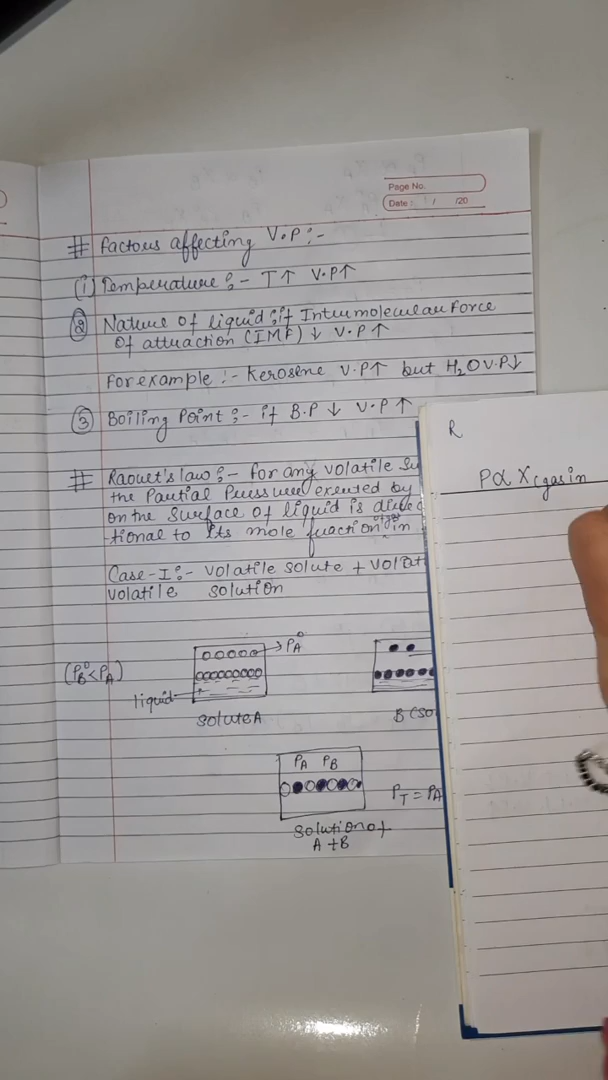 Page No.
Date : / /20
# Factors affecting V.P :-
(i) Temperature :- T↑ V.P↑
② Nature of liquid :- if Intermolecular Force
Of attraction (IMF) ↓ V.P ↑
For example :- Kerosene V.P↑ but H₂O V.P↓
③ Boiling Point :- if B.P ↓ V.P ↑
# Raoult's law :- For any volatile
the Partial Pressure exerted by
on the Surface of liquid is
tional to its mole fraction in
Case-I :- volatile solute +
volatile solution
(P°B < P°A)
P°A
liquid
solute A
B (so
PA PB
PT = PA
solution of
A + B
R
P∝ X (gas in